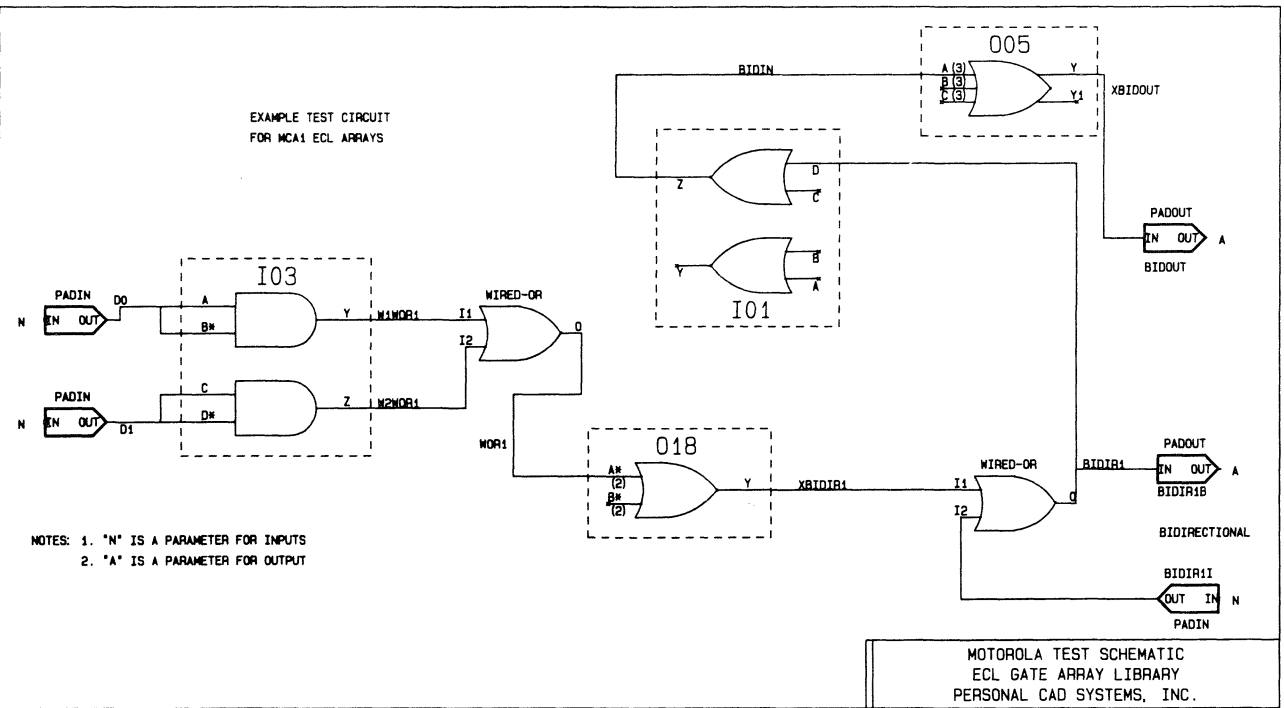 O05
BIDIN
A (3)
B (3)
C (3)
Y
Y1
XBIDOUT
EXAMPLE TEST CIRCUIT
FOR MCA1 ECL ARRAYS
D
Z
C
PADOUT
IN OUT
A
BIDOUT
B
Y
A
I01
I03
PADIN
D0
A
WIRED-OR
N
IN OUT
B*
Y
W1WOR1
I1
O
I2
PADIN
C
N
IN OUT
D1
D*
Z
W2WOR1
WOR1
O18
A*
(2)
B*
(2)
Y
XBIDIR1
WIRED-OR
I1
I2
O
BIDIR1
PADOUT
IN OUT
A
BIDIR1B
BIDIRECTIONAL
NOTES: 1. "N" IS A PARAMETER FOR INPUTS
2. "A" IS A PARAMETER FOR OUTPUT
BIDIR1I
OUT IN
N
PADIN
MOTOROLA TEST SCHEMATIC
ECL GATE ARRAY LIBRARY
PERSONAL CAD SYSTEMS, INC.